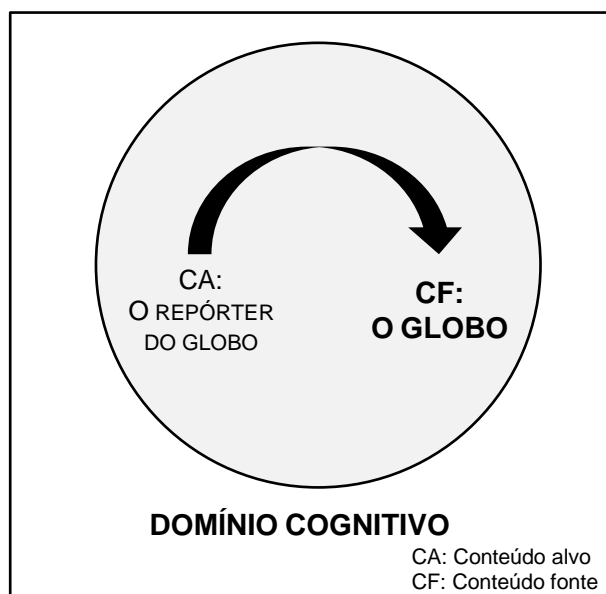 CA:
O REPÓRTER
DO GLOBO
CF:
O GLOBO
DOMÍNIO COGNITIVO
CA: Conteúdo alvo
CF: Conteúdo fonte